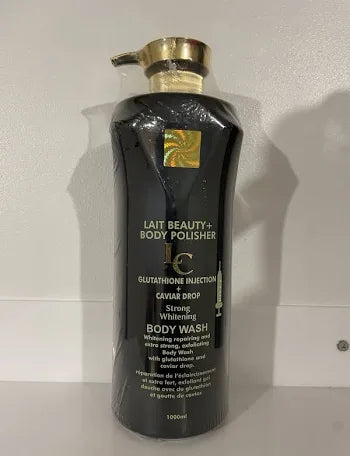 LAIT BEAUTY+
BODY POLISHER
LC
GLUTATHIONE INJECTION
+
CAVIAR DROP
Strong
Whitening
BODY WASH
Whitening repairing and
extra strong, exfoliating
Body Wash
with glutathione and
caviar drop.
réparation de l'éclaircissement
et extra fort, exfoliant gel
douche avec du glutathion
et goutte de caviar
1000ml